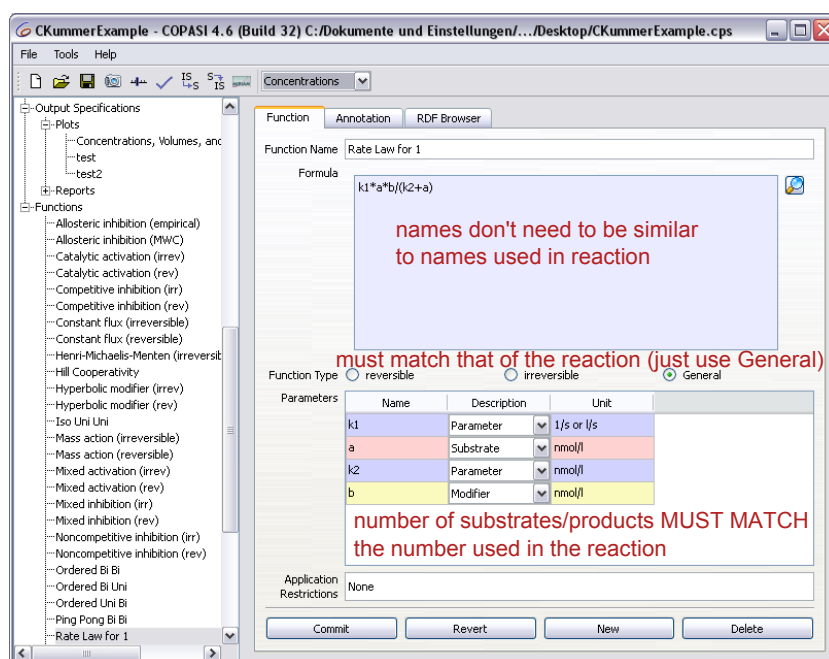 CKummerExample - COPASI 4.6 (Build 32) C:/Dokumente und Einstellungen/.../Desktop/CKummerExample.cps
File Tools Help
Concentrations
Output Specifications
Plots
Concentrations, Volumes, and
test
test2
Reports
Functions
Allosteric inhibition (empirical)
Allosteric inhibition (MWC)
Catalytic activation (irrev)
Catalytic activation (rev)
Competitive inhibition (irr)
Competitive inhibition (rev)
Constant flux (irreversible)
Constant flux (reversible)
Henri-Michaelis-Menten (irreversib
Hill Cooperativity
Hyperbolic modifier (irrev)
Hyperbolic modifier (rev)
Iso Uni Uni
Mass action (irreversible)
Mass action (reversible)
Mixed activation (irrev)
Mixed activation (rev)
Mixed inhibition (irr)
Mixed inhibition (rev)
Noncompetitive inhibition (irr)
Noncompetitive inhibition (rev)
Ordered Bi Bi
Ordered Bi Uni
Ordered Uni Bi
Ping Pong Bi Bi
Rate Law for 1
Function Annotation RDF Browser
Function Name Rate Law for 1
Formula
k1*a*b/(k2+a)
names don't need to be similar
to names used in reaction
must match that of the reaction (just use General)
Function Type reversible irreversible General
Parameters
Name Description Unit
k1 Parameter 1/s or l/s
a Substrate nmol/l
k2 Parameter nmol/l
b Modifier nmol/l
number of substrates/products MUST MATCH
the number used in the reaction
Application
Restrictions
None
Commit Revert New Delete